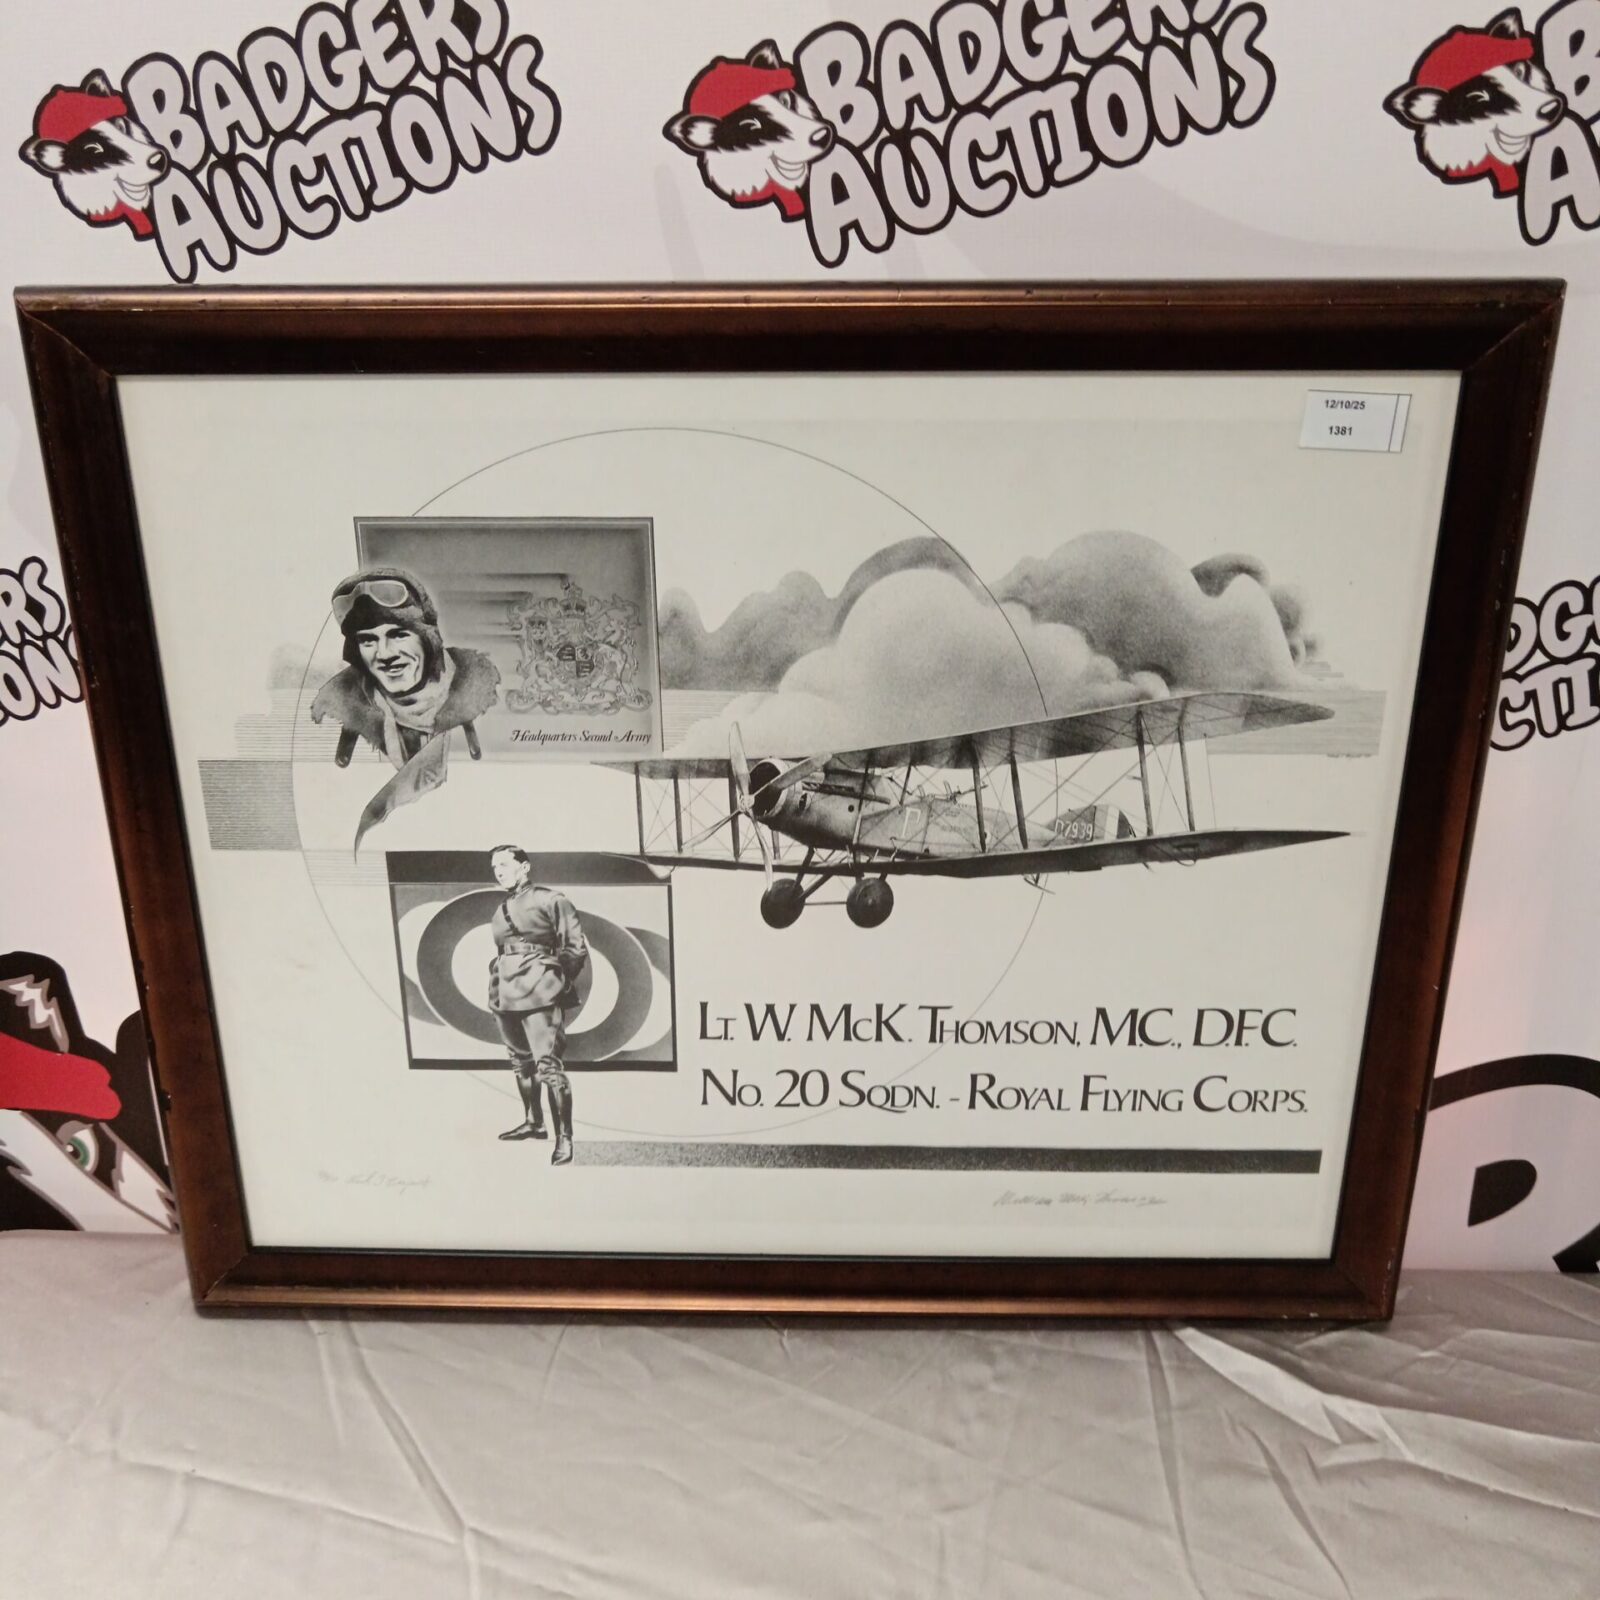 BADGERS
AUCTIONS
BADGERS
AUCTIONS
12/10/25
1381
Headquarters Second Army
P
D7939
LT. W. MCK. THOMSON, M.C., D.F.C.
NO. 20 SQDN. - ROYAL FLYING CORPS.